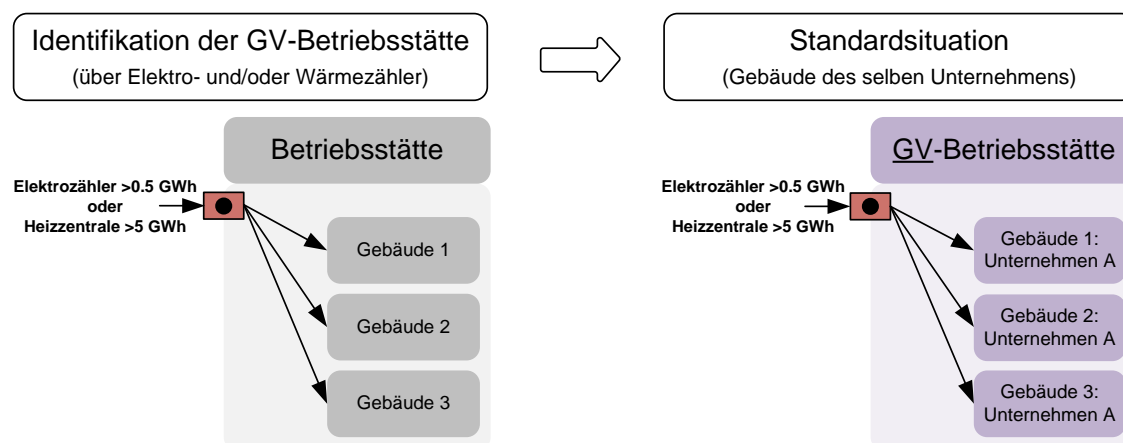 Identifikation der GV-Betriebsstätte
(über Elektro- und/oder Wärmezähler)
Betriebsstätte
Elektrozähler >0.5 GWh
oder
Heizzentrale >5 GWh
Gebäude 1
Gebäude 2
Gebäude 3
Standardsituation
(Gebäude des selben Unternehmens)
GV-Betriebsstätte
Elektrozähler >0.5 GWh
oder
Heizzentrale >5 GWh
Gebäude 1:
Unternehmen A
Gebäude 2:
Unternehmen A
Gebäude 3:
Unternehmen A